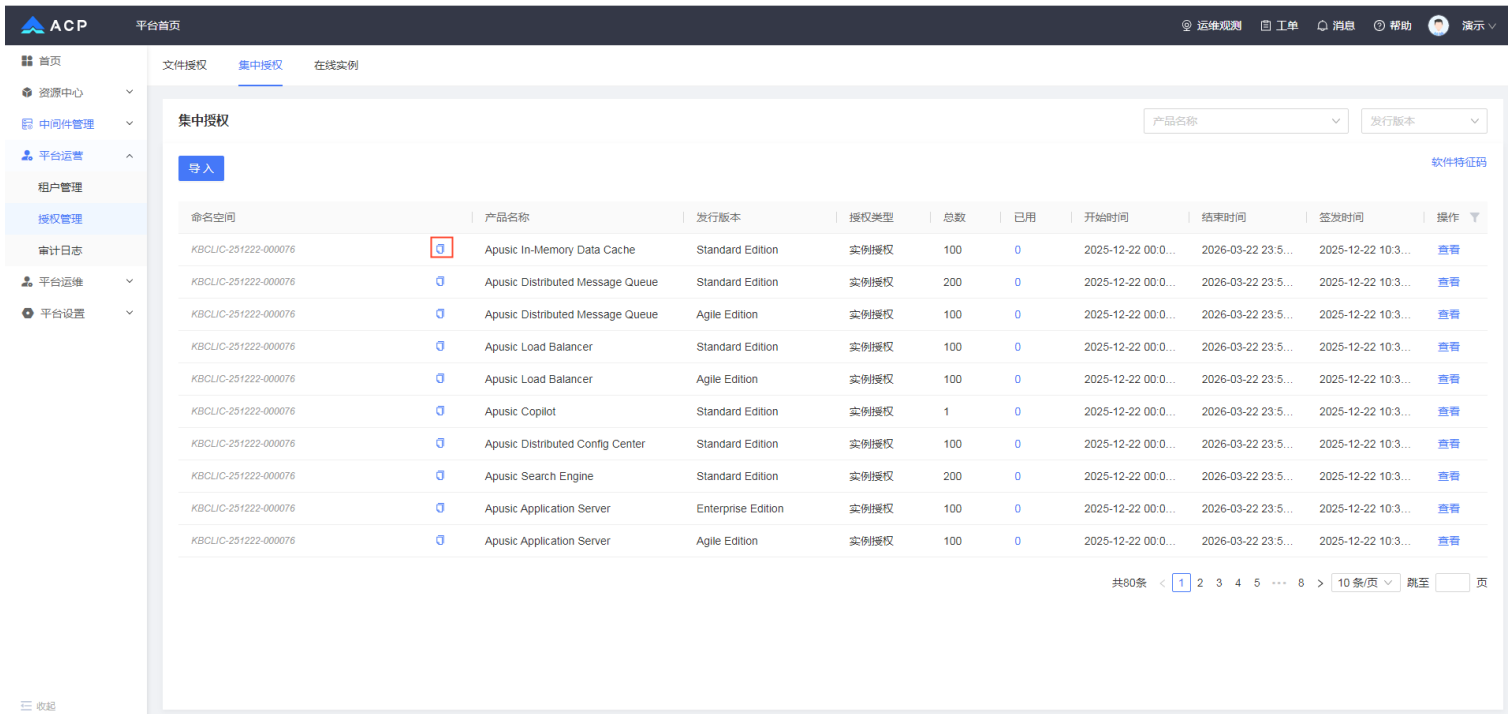 ACP 平台首页 运维观测 工单 消息 帮助 演示
首页
资源中心
中间件管理
平台运营
租户管理
授权管理
审计日志
平台运维
平台设置
收起
文件授权 集中授权 在线实例
集中授权 产品名称 发行版本
导入 软件特征码
命名空间 产品名称 发行版本 授权类型 总数 已用 开始时间 结束时间 签发时间 操作
KBCLIC-251222-000076 Apusic In-Memory Data Cache Standard Edition 实例授权 100 0 2025-12-22 00:0... 2026-03-22 23:5... 2025-12-22 10:3... 查看
KBCLIC-251222-000076 Apusic Distributed Message Queue Standard Edition 实例授权 200 0 2025-12-22 00:0... 2026-03-22 23:5... 2025-12-22 10:3... 查看
KBCLIC-251222-000076 Apusic Distributed Message Queue Agile Edition 实例授权 100 0 2025-12-22 00:0... 2026-03-22 23:5... 2025-12-22 10:3... 查看
KBCLIC-251222-000076 Apusic Load Balancer Standard Edition 实例授权 100 0 2025-12-22 00:0... 2026-03-22 23:5... 2025-12-22 10:3... 查看
KBCLIC-251222-000076 Apusic Load Balancer Agile Edition 实例授权 100 0 2025-12-22 00:0... 2026-03-22 23:5... 2025-12-22 10:3... 查看
KBCLIC-251222-000076 Apusic Copilot Standard Edition 实例授权 1 0 2025-12-22 00:0... 2026-03-22 23:5... 2025-12-22 10:3... 查看
KBCLIC-251222-000076 Apusic Distributed Config Center Standard Edition 实例授权 100 0 2025-12-22 00:0... 2026-03-22 23:5... 2025-12-22 10:3... 查看
KBCLIC-251222-000076 Apusic Search Engine Standard Edition 实例授权 200 0 2025-12-22 00:0... 2026-03-22 23:5... 2025-12-22 10:3... 查看
KBCLIC-251222-000076 Apusic Application Server Enterprise Edition 实例授权 100 0 2025-12-22 00:0... 2026-03-22 23:5... 2025-12-22 10:3... 查看
KBCLIC-251222-000076 Apusic Application Server Agile Edition 实例授权 100 0 2025-12-22 00:0... 2026-03-22 23:5... 2025-12-22 10:3... 查看
共80条 < 1 2 3 4 5 ••• 8 > 10 条/页 跳至 页